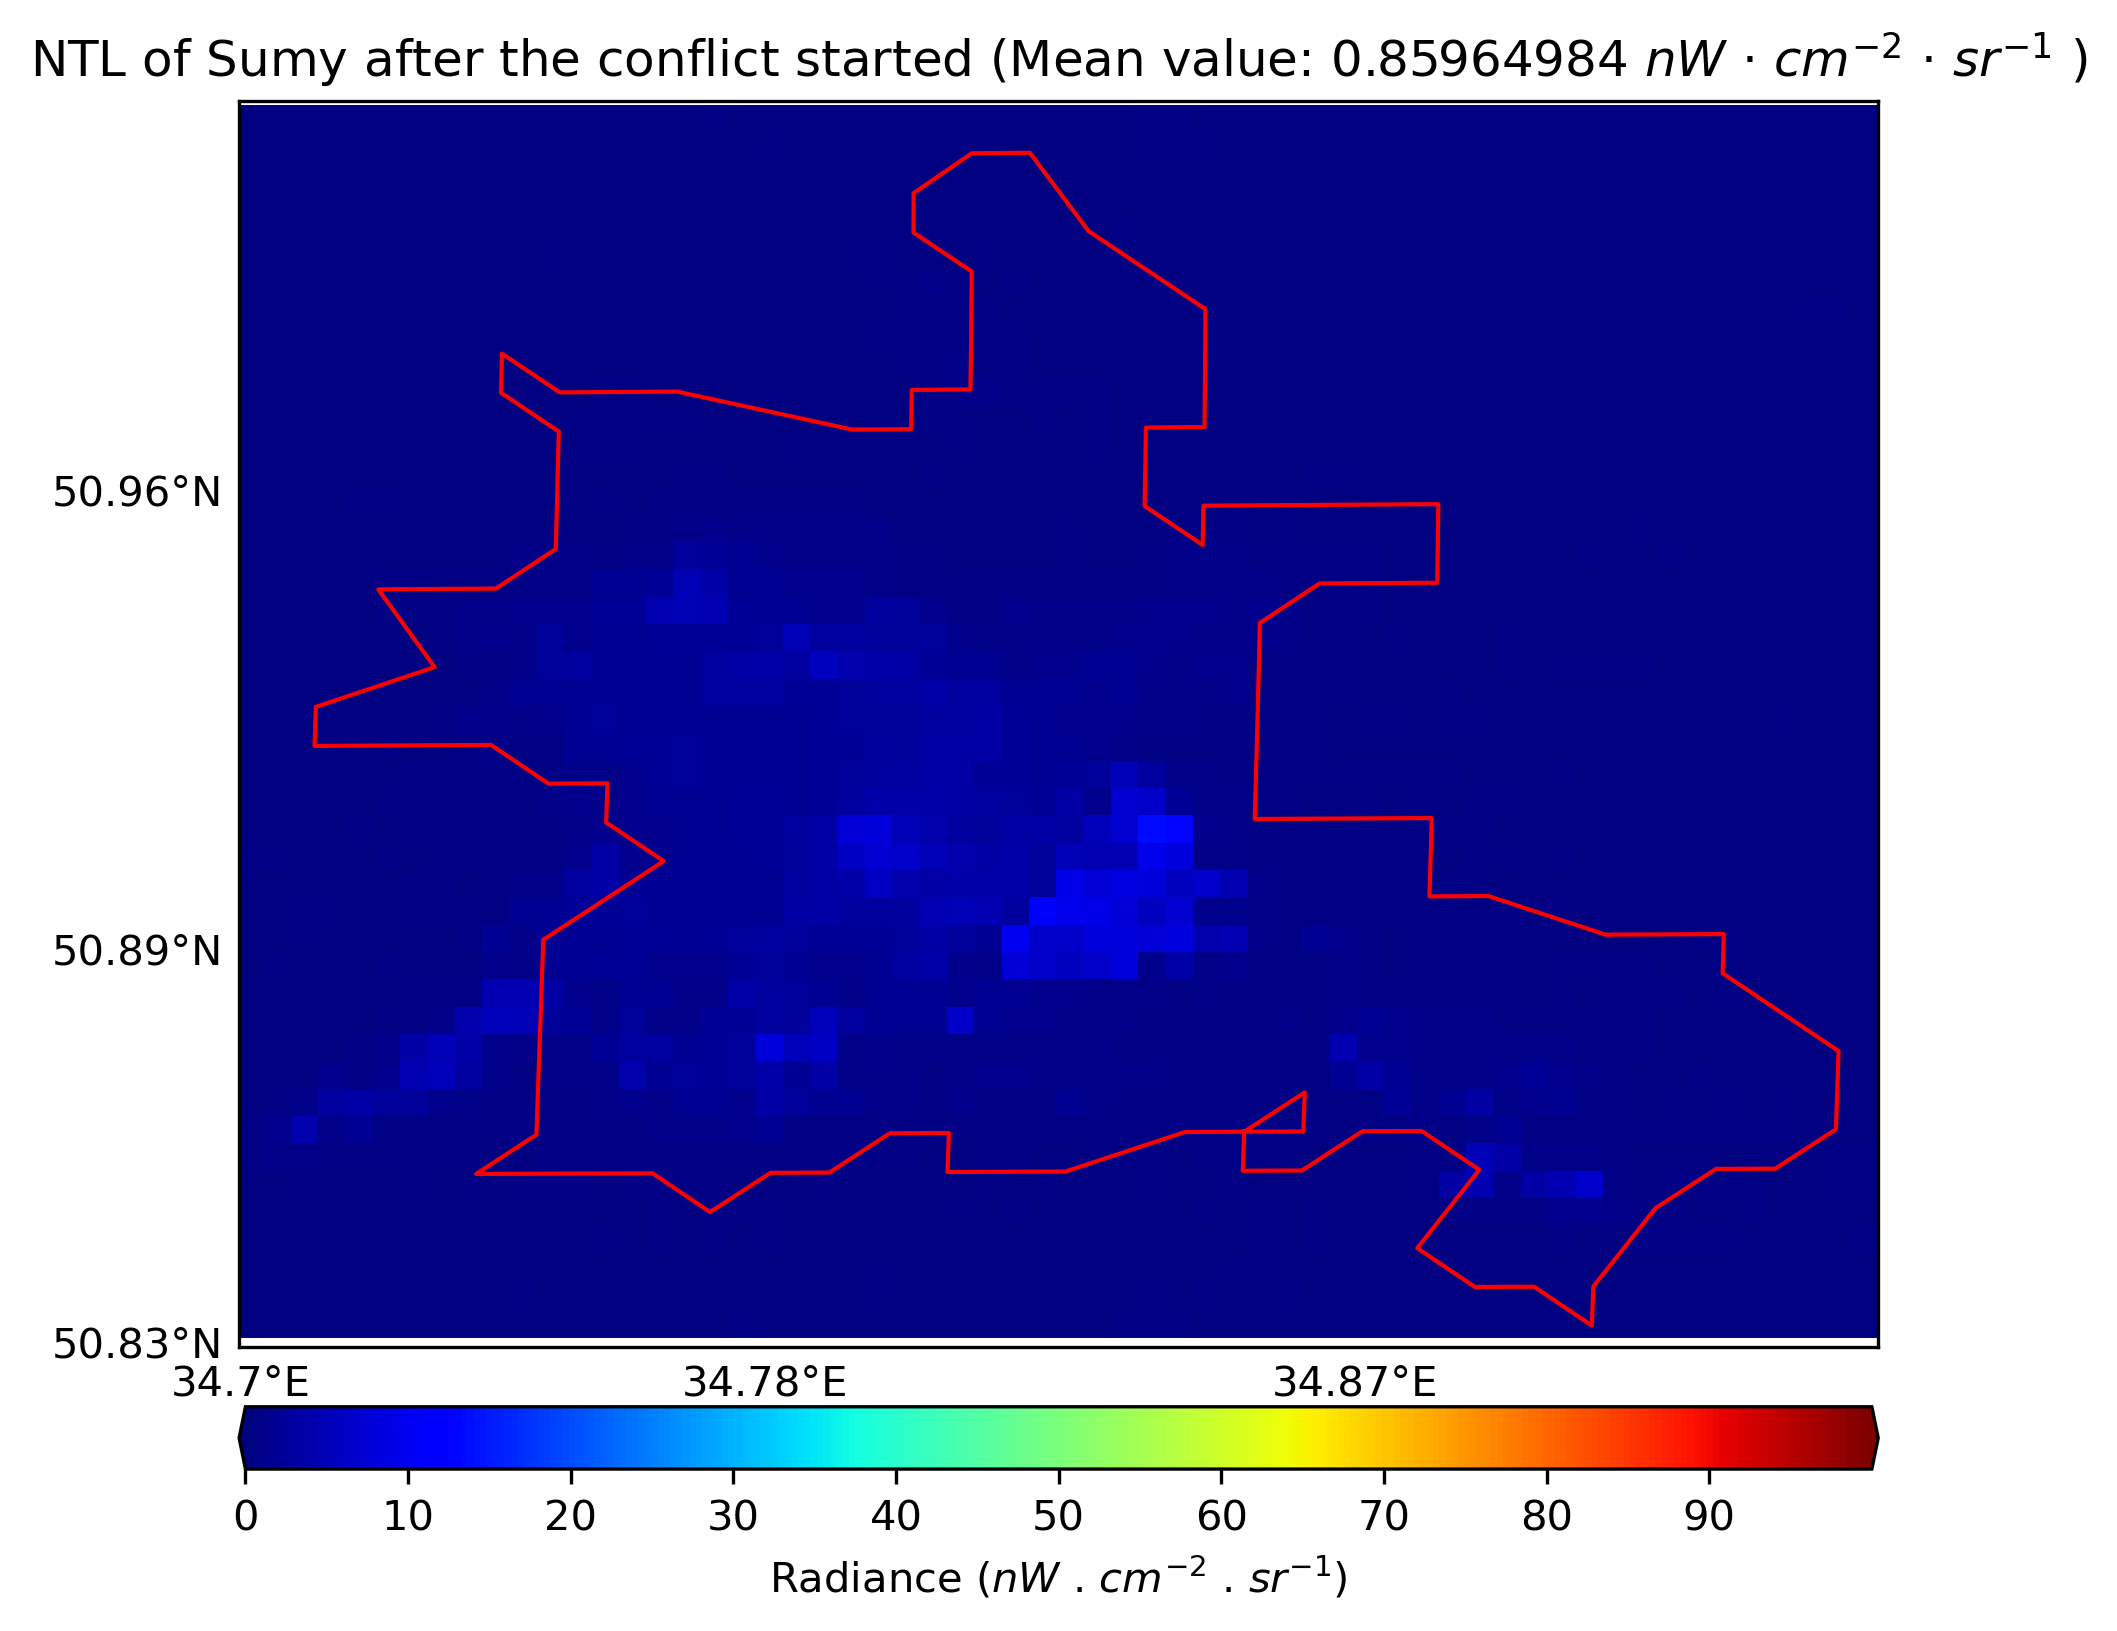 NTL of Sumy after the conflict started (Mean value: 0.85964984 nW · cm⁻² · sr⁻¹ )
50.96°N
50.89°N
50.83°N
34.7°E 34.78°E 34.87°E
0 10 20 30 40 50 60 70 80 90
Radiance (nW . cm⁻² . sr⁻¹)